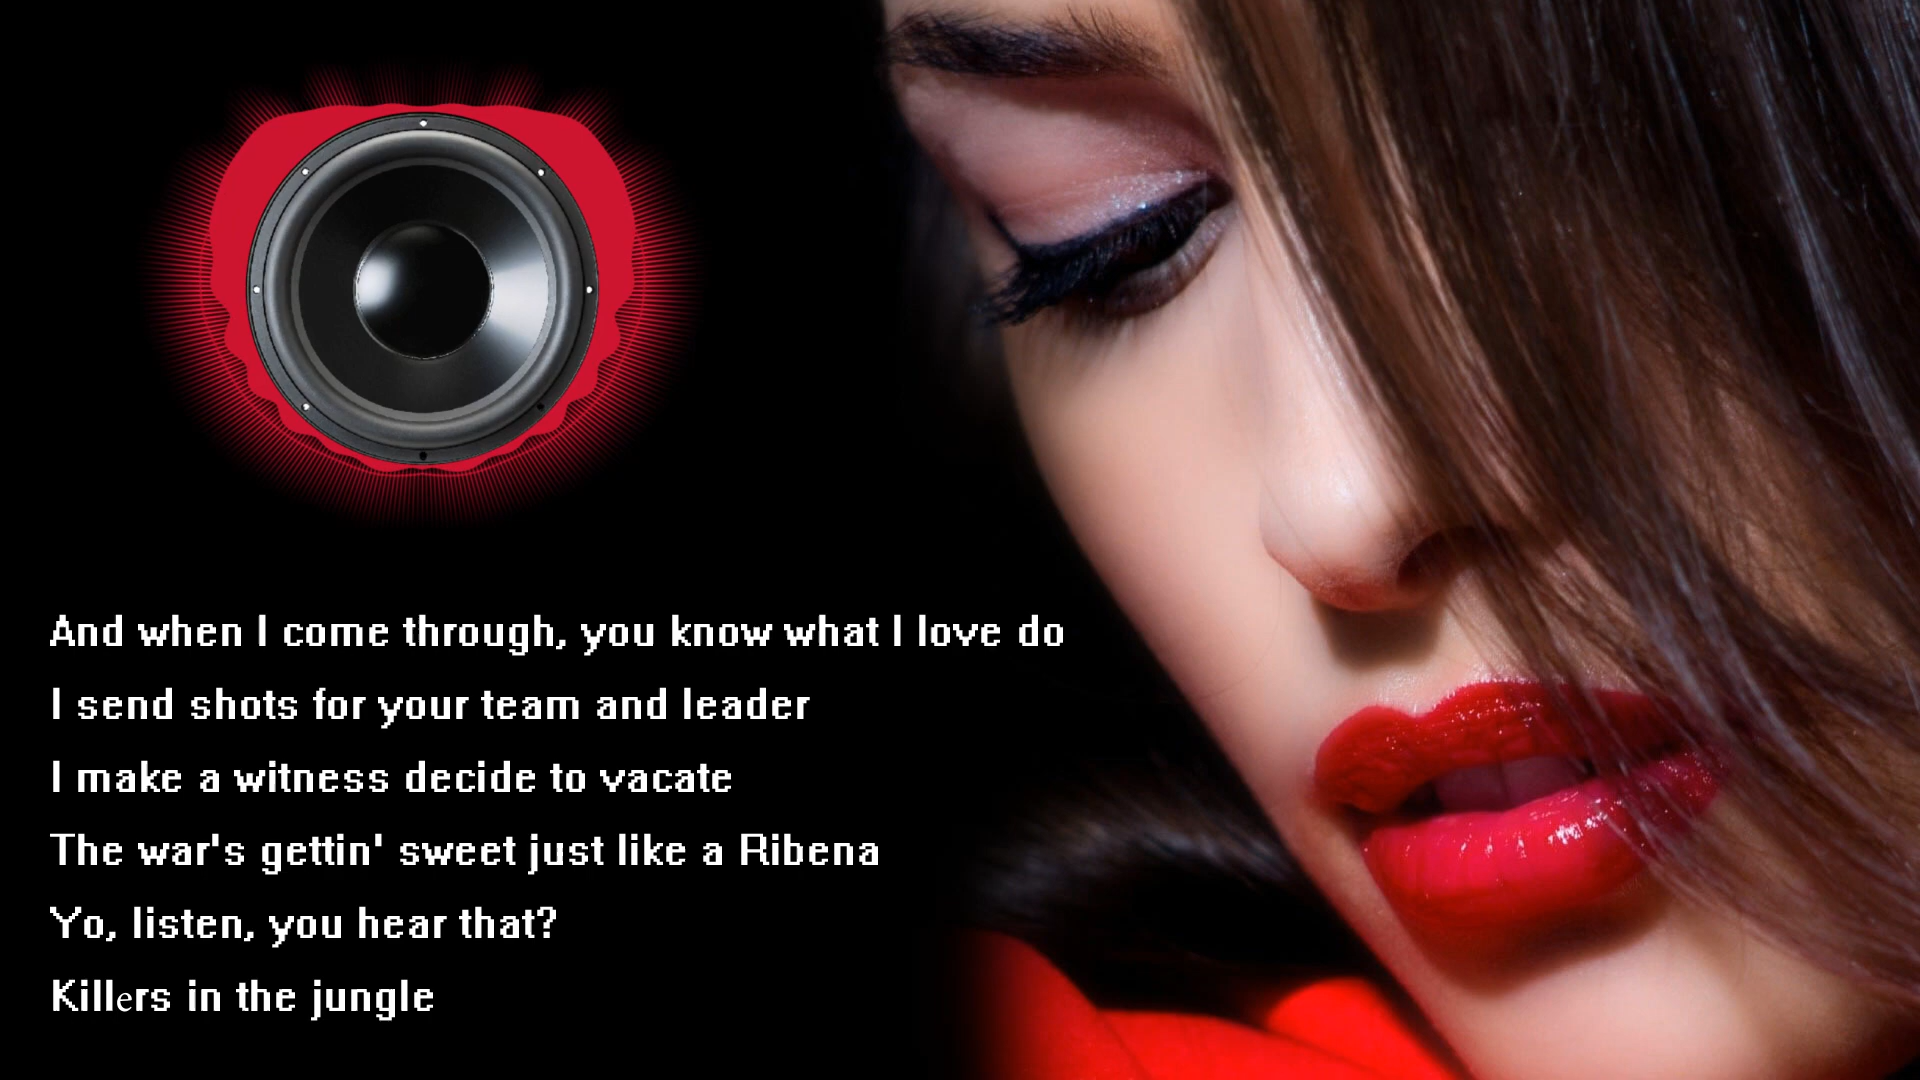 And when I come through, you know what I love do
I send shots for your team and leader
I make a witness decide to vacate
The war's gettin' sweet just like a Ribena
Yo, listen, you hear that?
Killers in the jungle